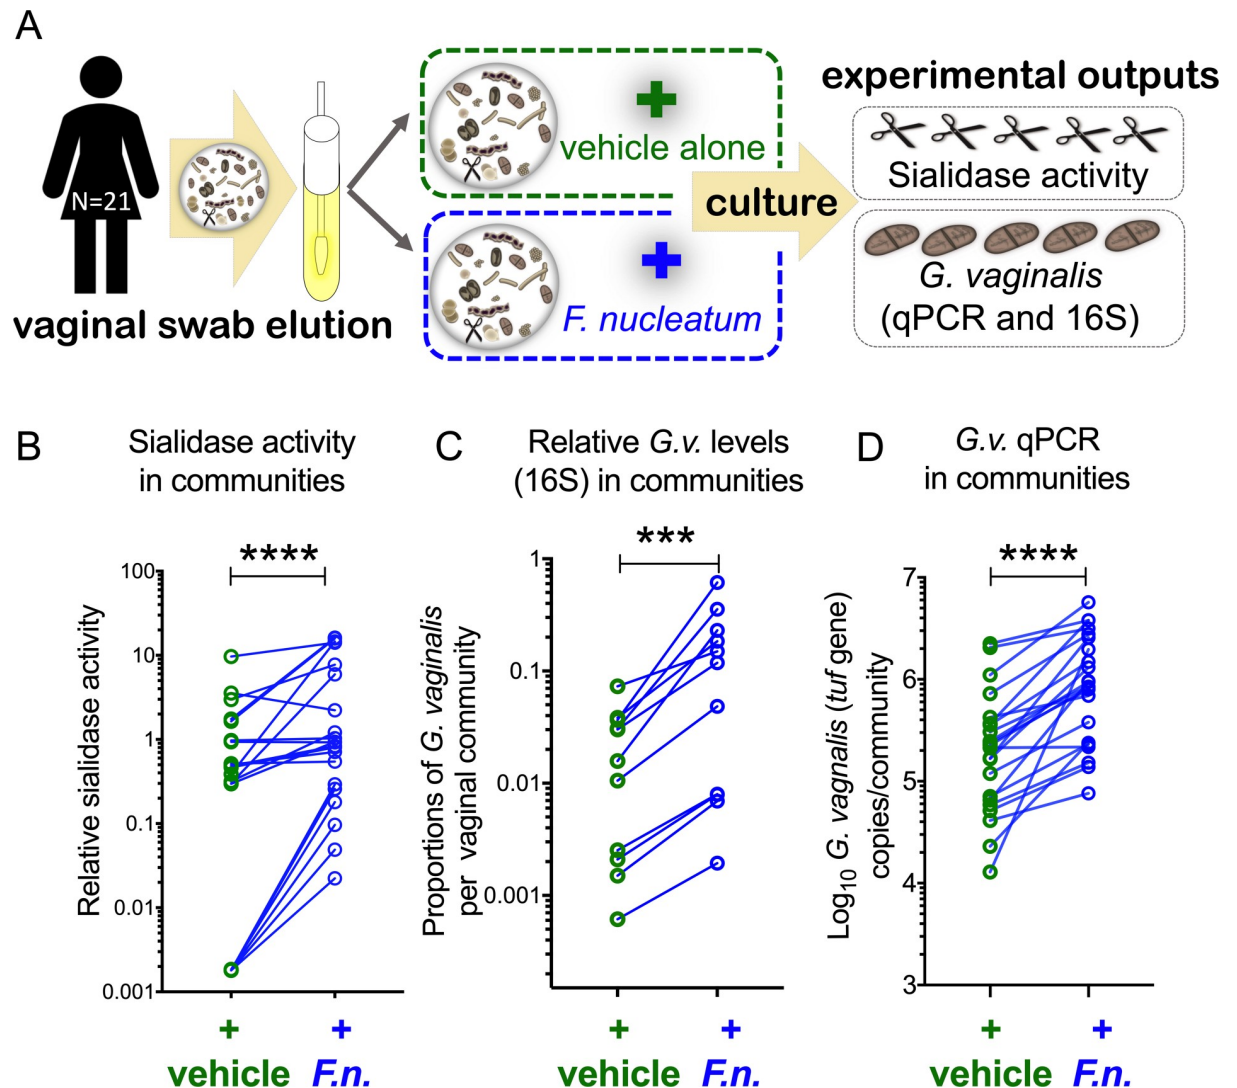 A
N=21
vaginal swab elution
+
vehicle alone
+
F. nucleatum
culture
experimental outputs
Sialidase activity
G. vaginalis
(qPCR and 16S)
B
Sialidase activity
in communities
****
Relative sialidase activity
100
10
1
0.1
0.01
0.001
+
+
vehicle
F.n.
C
Relative G.v. levels
(16S) in communities
***
Proportions of G. vaginalis
per vaginal community
1
0.1
0.01
0.001
+
+
vehicle
F.n.
D
G.v. qPCR
in communities
****
Log10 G. vagnalis (tuf gene)
copies/community
7
6
5
4
3
+
+
vehicle
F.n.